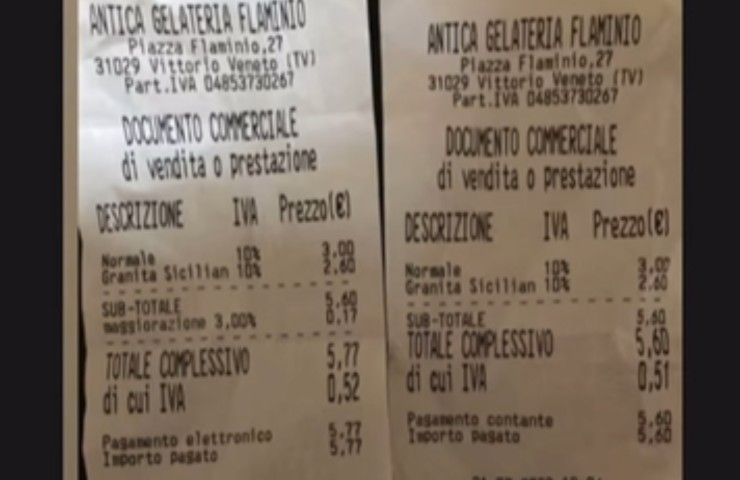 ANTICA GELATERIA FLAMINIO
Piazza Flaminio,27
31029 Vittorio Veneto (TV)
Part.IVA 04853730267
DOCUMENTO COMMERCIALE
di vendita o prestazione
DESCRIZIONE IVA Prezzo(€)
Normale 10% 3,00
Granita Sicilian 10% 2,60
SUB-TOTALE 5,60
maggiorazione 3,00% 0,17
TOTALE COMPLESSIVO 5,77
di cui IVA 0,52
Pagamento elettronico 5,77
Importo pagato 5,77
ANTICA GELATERIA FLAMINIO
Piazza Flaminio,27
31029 Vittorio Veneto (TV)
Part.IVA 04853730267
DOCUMENTO COMMERCIALE
di vendita o prestazione
DESCRIZIONE IVA Prezzo(€)
Normale 10% 3,00
Granita Sicilian 10% 2,60
SUB-TOTALE 5,60
TOTALE COMPLESSIVO 5,60
di cui IVA 0,51
Pagamento contante 5,60
Importo pagato 5,60